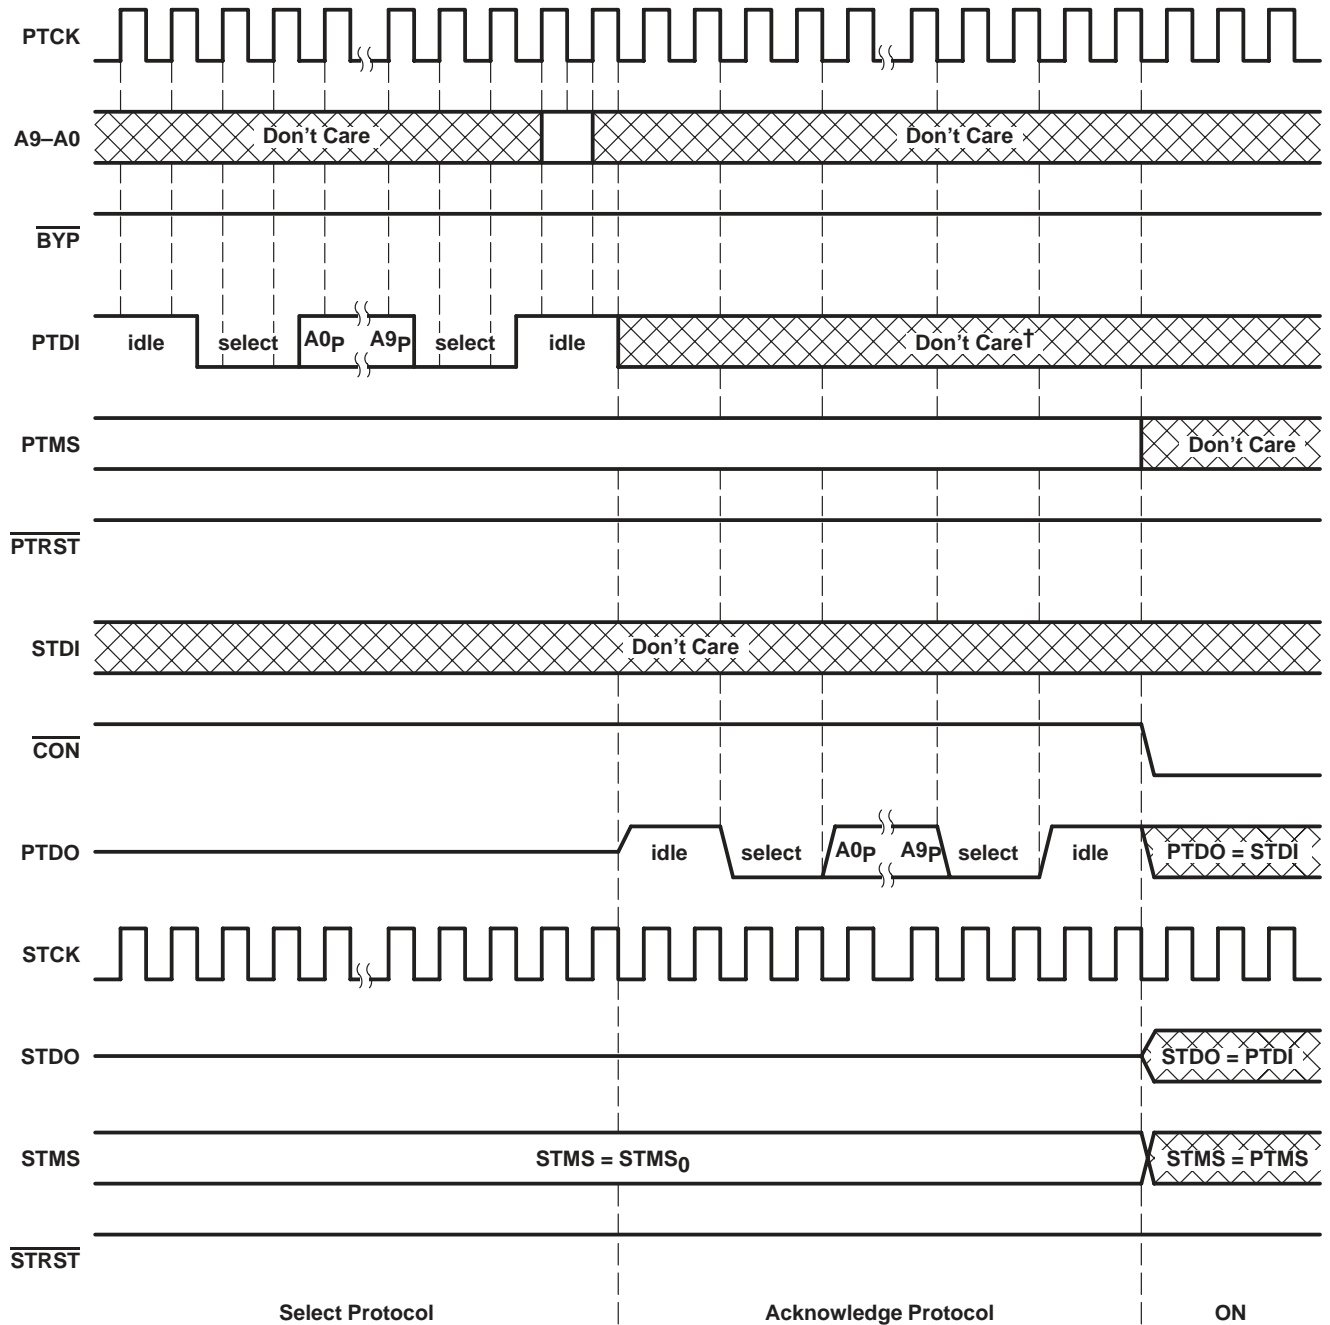 PTCK
A9–A0 Don't Care Don't Care
BYP
PTDI idle select A0P A9P select idle Don't Care†
PTMS Don't Care
PTRST
STDI Don't Care
CON
PTDO idle select A0P A9P select idle PTDO = STDI
STCK
STDO STDO = PTDI
STMS STMS = STMS0 STMS = PTMS
STRST
Select Protocol Acknowledge Protocol ON